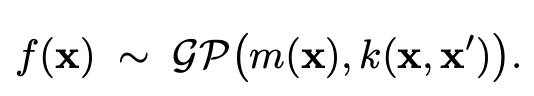 f(𝐱) ∼ 𝒢𝒫(m(𝐱), k(𝐱, 𝐱′)).